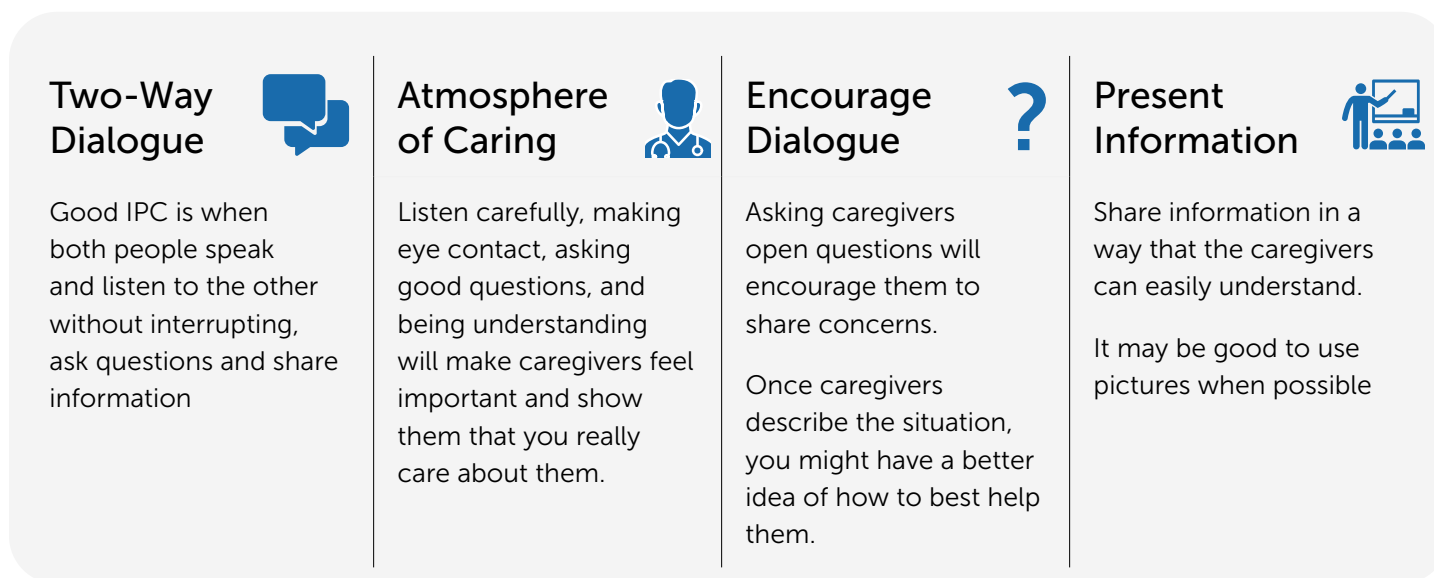 Two-Way
Dialogue
Good IPC is when
both people speak
and listen to the other
without interrupting,
ask questions and share
information
Atmosphere
of Caring
Listen carefully, making
eye contact, asking
good questions, and
being understanding
will make caregivers feel
important and show
them that you really
care about them.
Encourage
Dialogue
?
Asking caregivers
open questions will
encourage them to
share concerns.
Once caregivers
describe the situation,
you might have a better
idea of how to best help
them.
Present
Information
Share information in a
way that the caregivers
can easily understand.
It may be good to use
pictures when possible